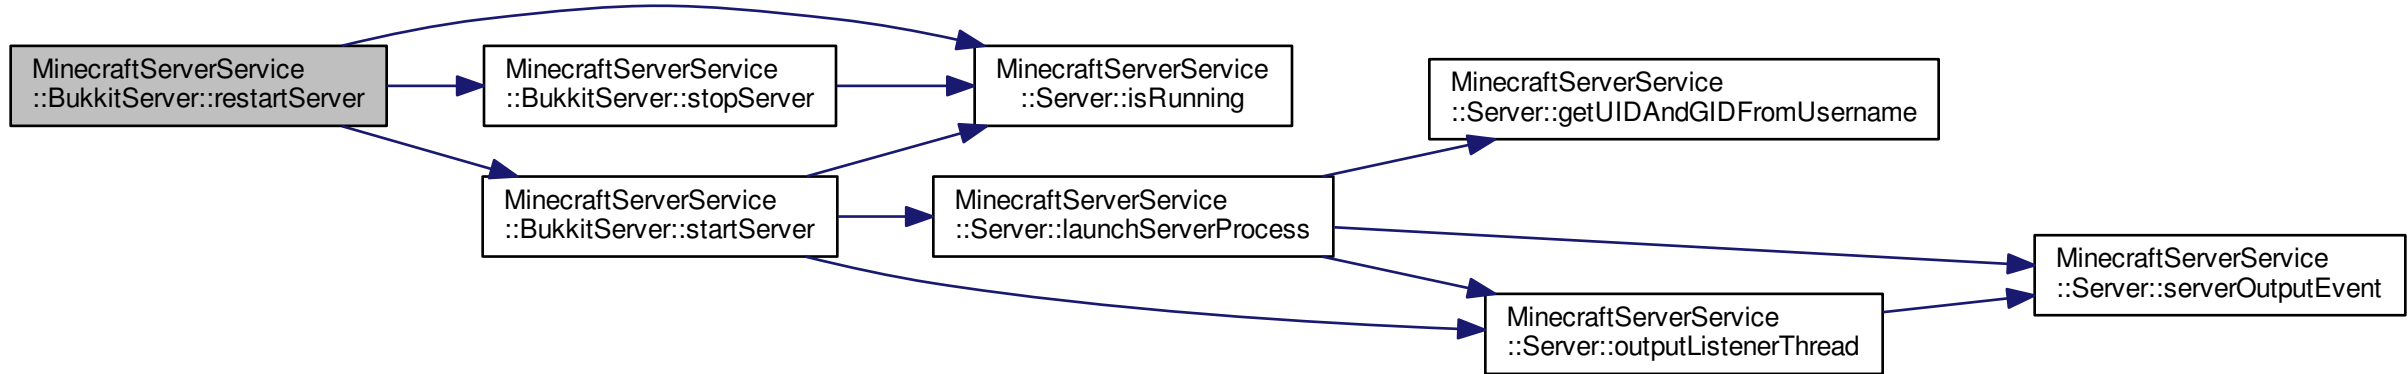 MinecraftServerService
::BukkitServer::restartServer
MinecraftServerService
::BukkitServer::stopServer
MinecraftServerService
::Server::isRunning
MinecraftServerService
::Server::getUIDAndGIDFromUsername
MinecraftServerService
::BukkitServer::startServer
MinecraftServerService
::Server::launchServerProcess
MinecraftServerService
::Server::serverOutputEvent
MinecraftServerService
::Server::outputListenerThread